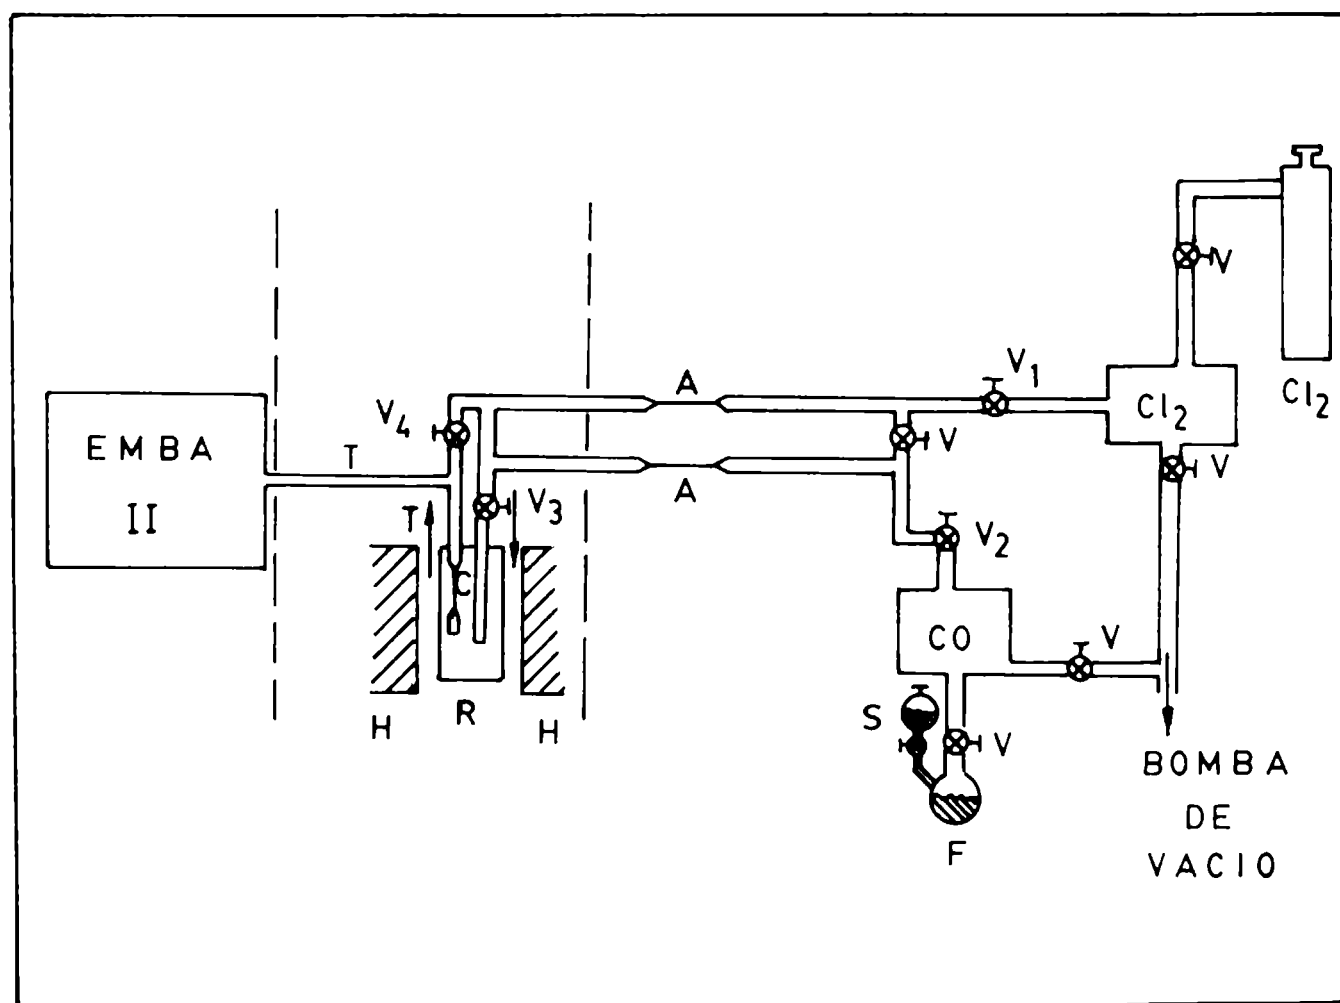 V
V₁
A
Cl₂
Cl₂
V₄
EMBA
II
T
V
V
A
V₃
T
V₂
C
CO
V
S
R
H
H
V
BOMBA
DE
VACIO
F